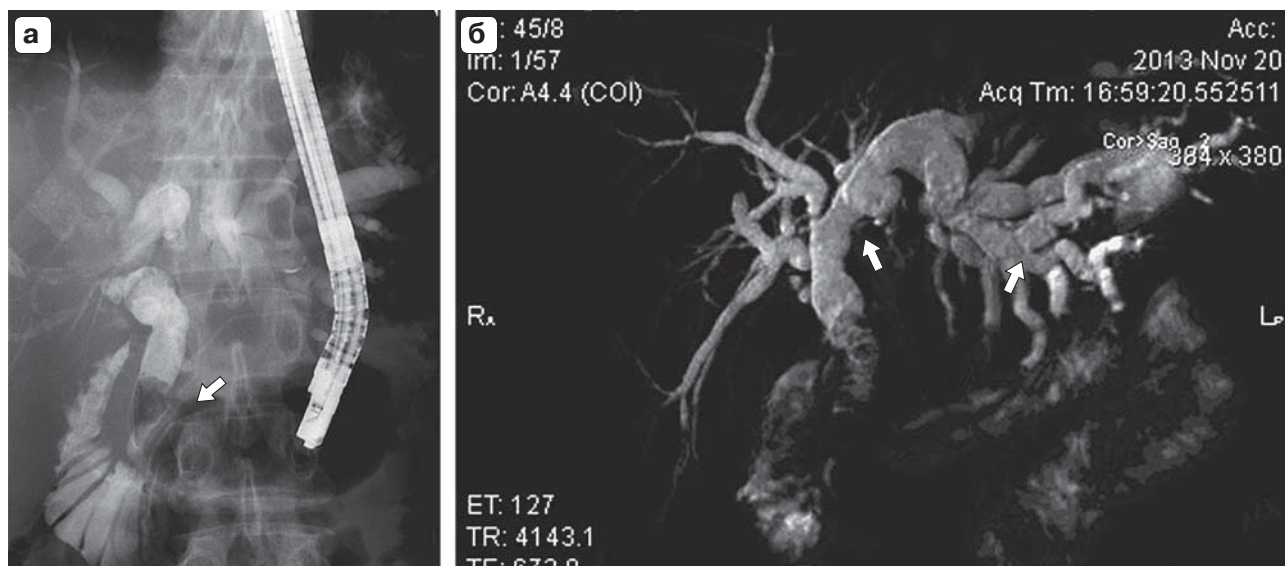 а
б
: 45/8
Im: 1/57
Cor: A4.4 (COI)
Acc:
2013 Nov 20
Acq Tm: 16:59:20.552511
Cor>Sag 2
384 x 380
R
L
ET: 127
TR: 4143.1